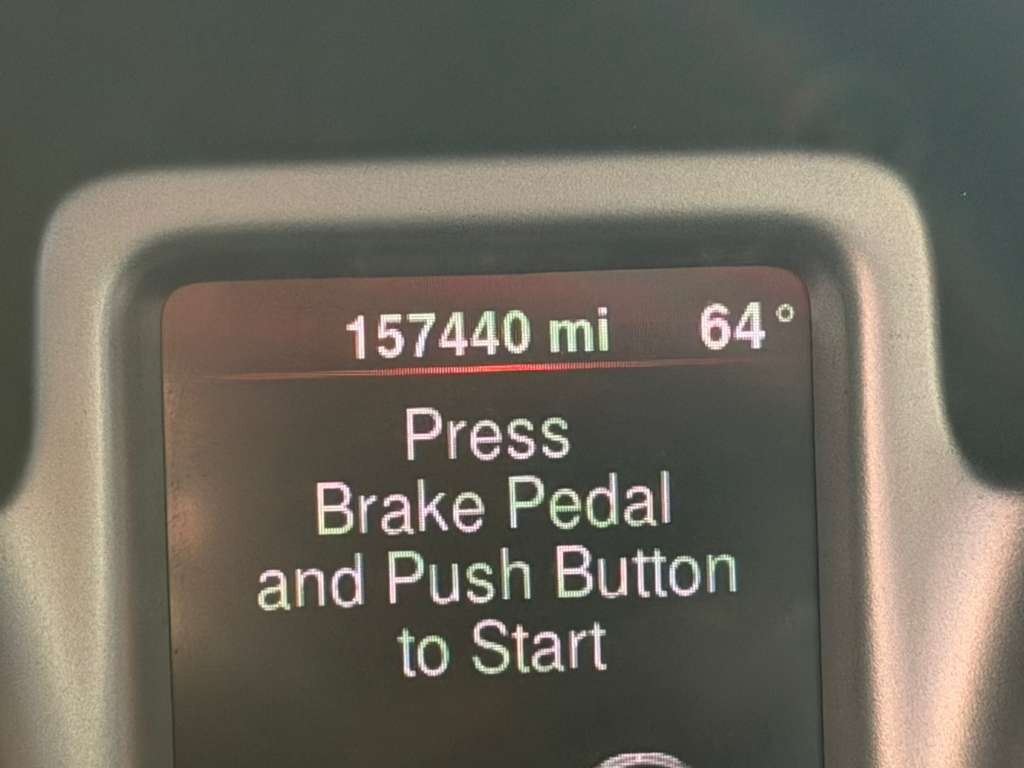 157440 mi 64°
Press
Brake Pedal
and Push Button
to Start